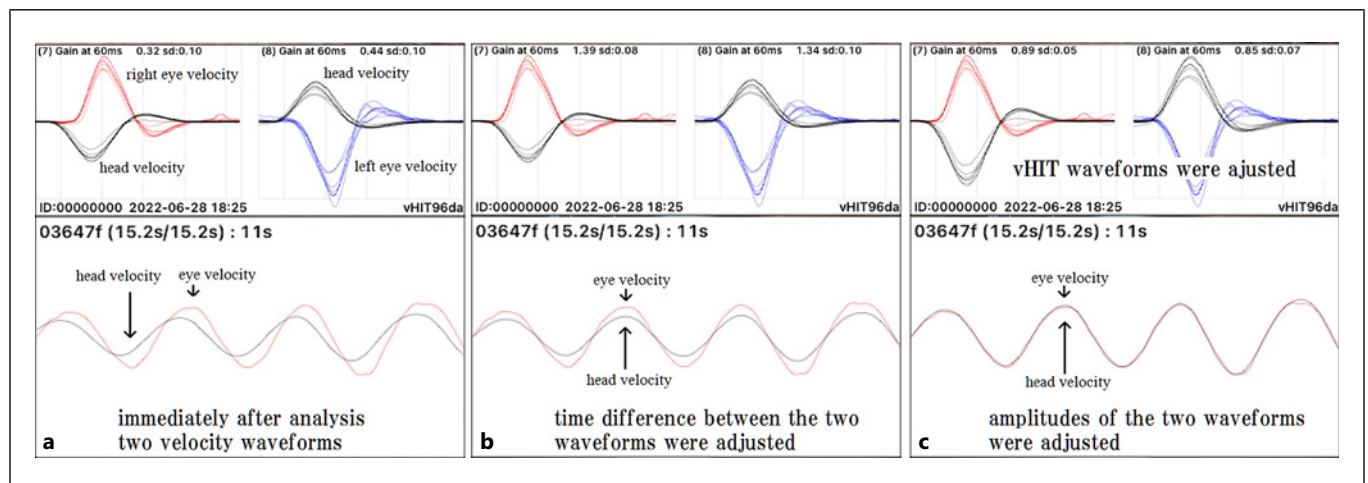 (7) Gain at 60ms 0.32 sd:0.10
(8) Gain at 60ms 0.44 sd:0.10
right eye velocity
head velocity
head velocity
left eye velocity
ID:00000000 2022-06-28 18:25
vHIT96da
03647f (15.2s/15.2s) : 11s
head velocity
eye velocity
immediately after analysis
two velocity waveforms
a
(7) Gain at 60ms 1.39 sd:0.08
(8) Gain at 60ms 1.34 sd:0.10
ID:00000000 2022-06-28 18:25
vHIT96da
03647f (15.2s/15.2s) : 11s
eye velocity
head velocity
time difference between the two
waveforms were adjusted
b
(7) Gain at 60ms 0.89 sd:0.05
(8) Gain at 60ms 0.85 sd:0.07
vHIT waveforms were ajusted
ID:00000000 2022-06-28 18:25
vHIT96da
03647f (15.2s/15.2s) : 11s
eye velocity
head velocity
amplitudes of the two waveforms
were adjusted
c